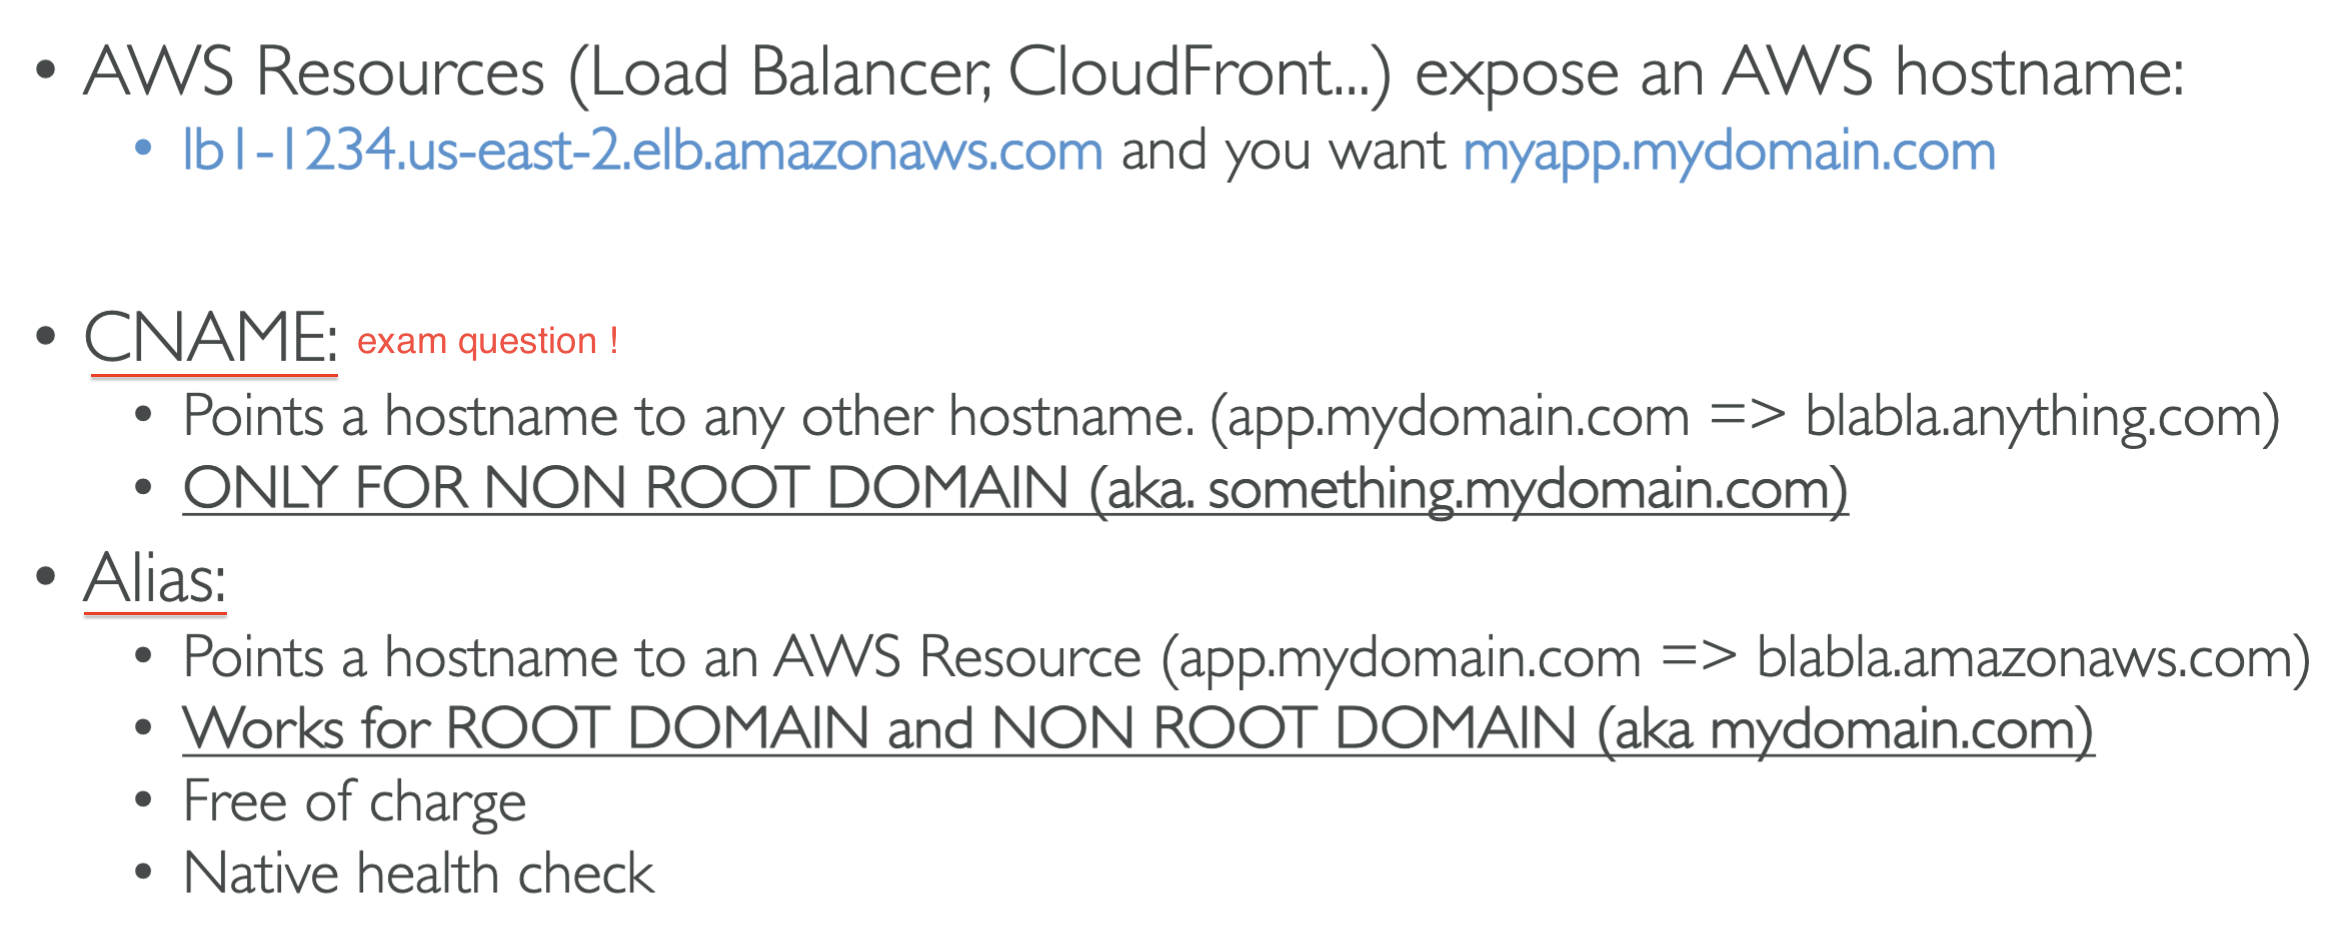 • AWS Resources (Load Balancer, CloudFront...) expose an AWS hostname:
• lb1-1234.us-east-2.elb.amazonaws.com and you want myapp.mydomain.com
• CNAME: exam question !
• Points a hostname to any other hostname. (app.mydomain.com => blabla.anything.com)
• ONLY FOR NON ROOT DOMAIN (aka. something.mydomain.com)
• Alias:
• Points a hostname to an AWS Resource (app.mydomain.com => blabla.amazonaws.com)
• Works for ROOT DOMAIN and NON ROOT DOMAIN (aka mydomain.com)
• Free of charge
• Native health check